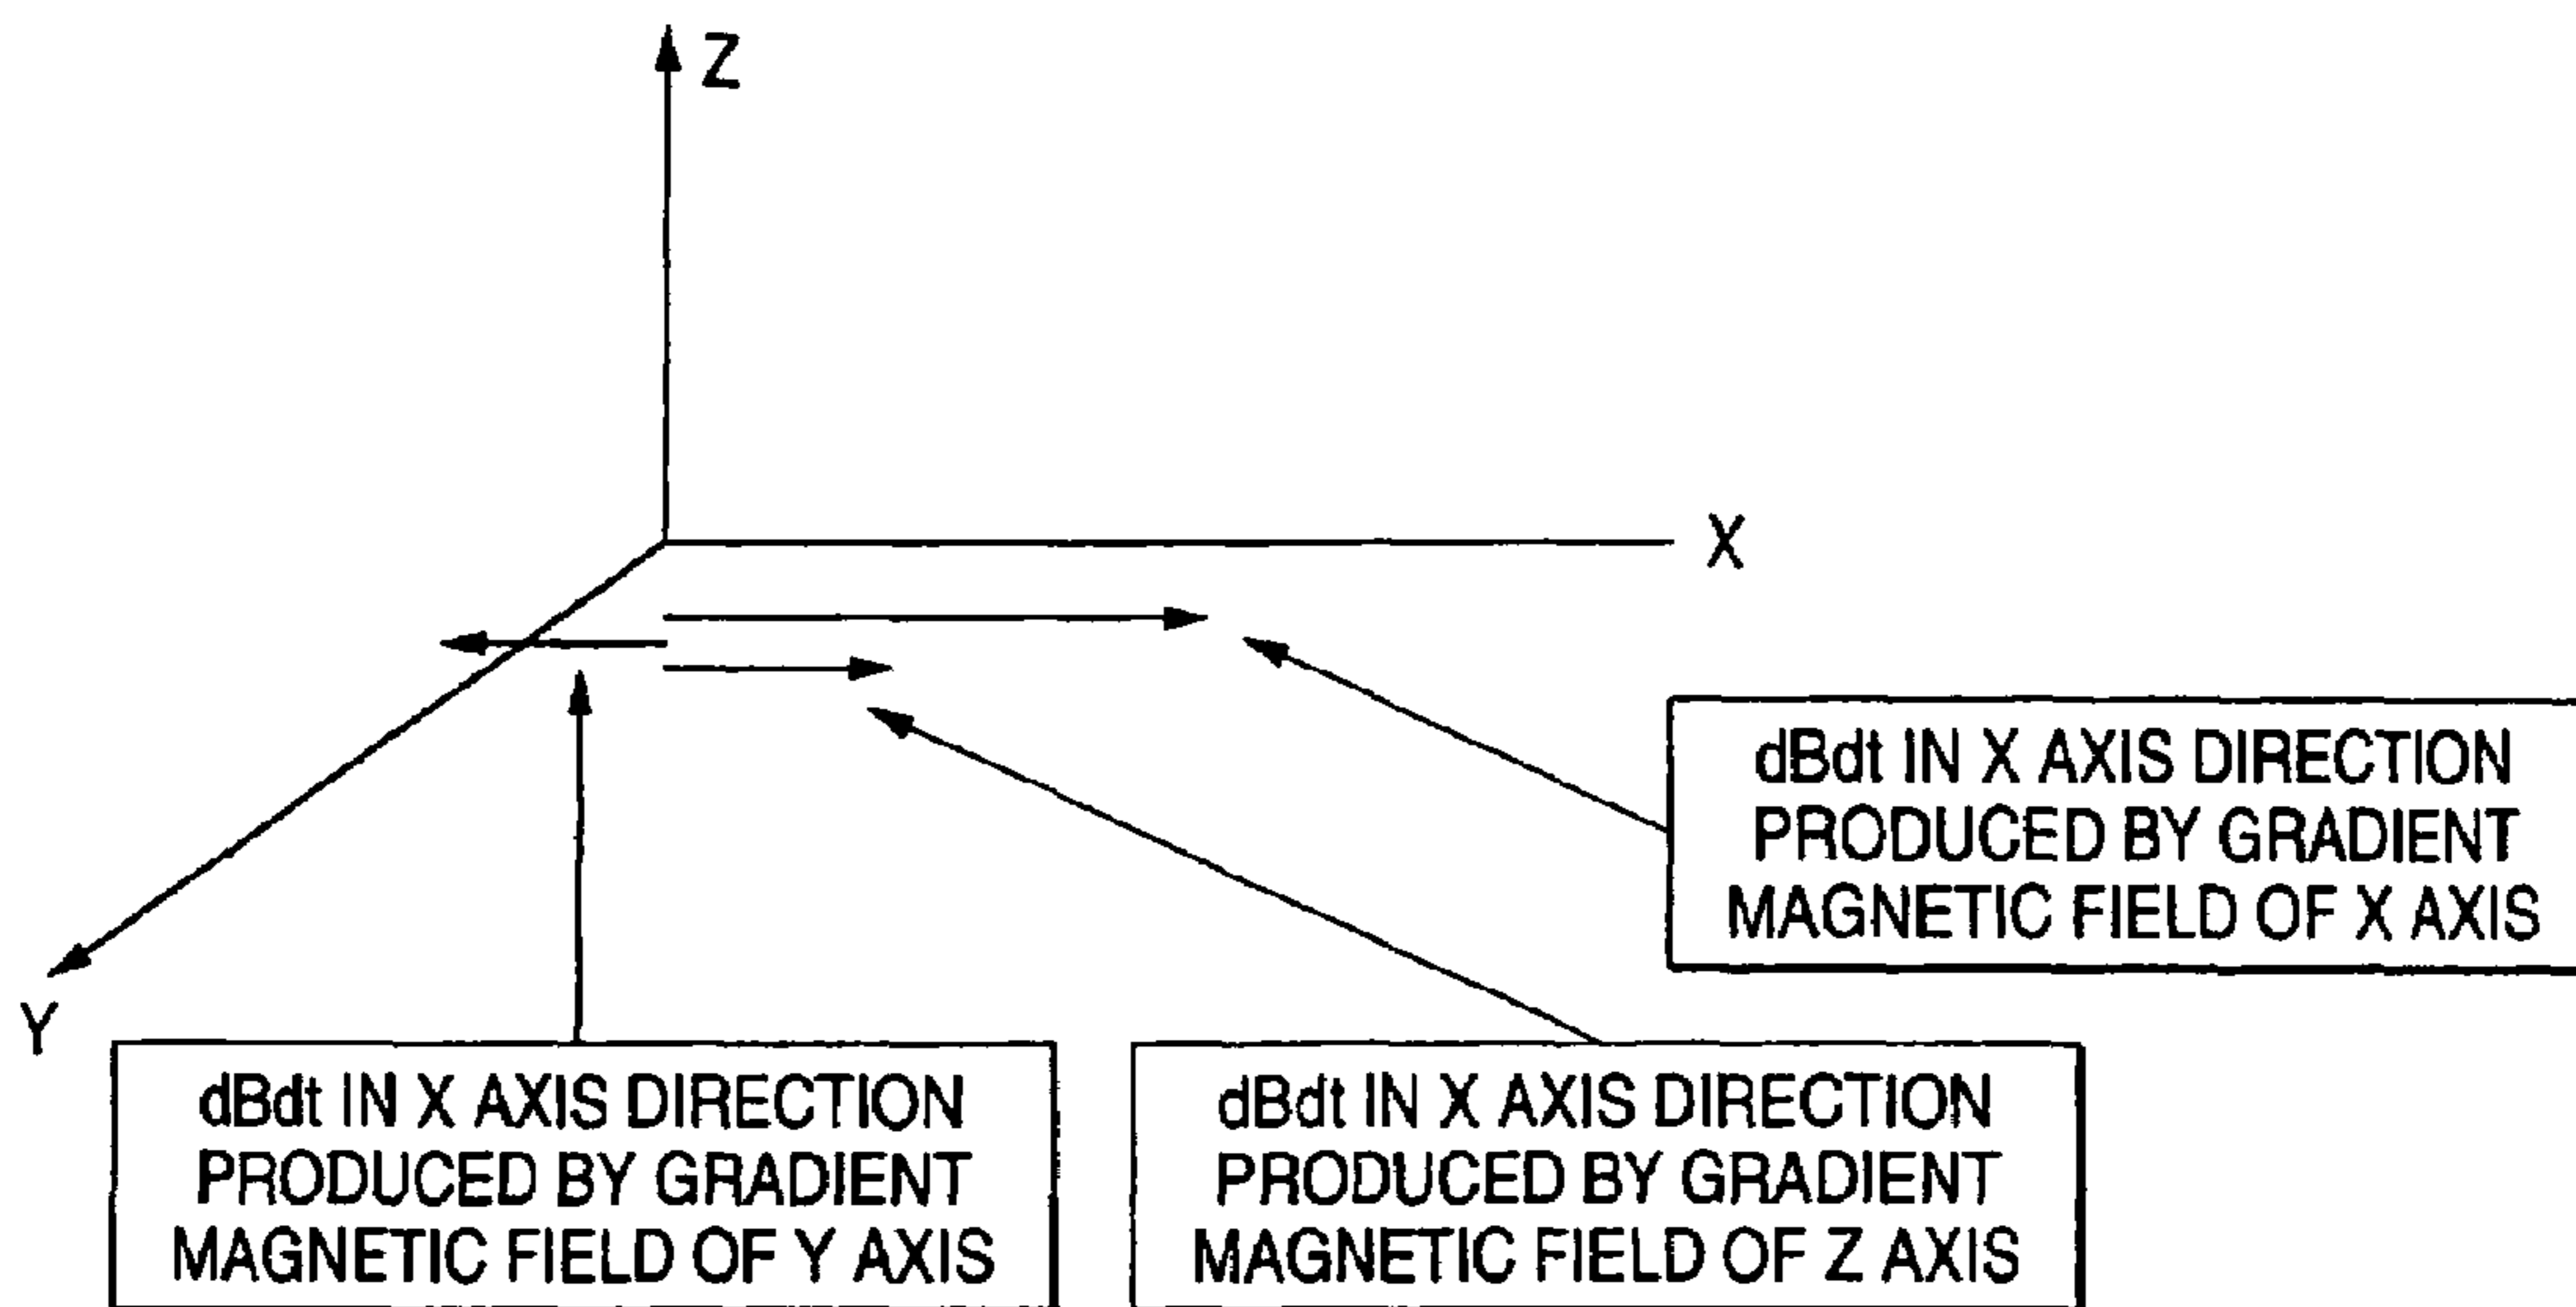 Z
X
Y
dBdt IN X AXIS DIRECTION
PRODUCED BY GRADIENT
MAGNETIC FIELD OF X AXIS
dBdt IN X AXIS DIRECTION
PRODUCED BY GRADIENT
MAGNETIC FIELD OF Y AXIS
dBdt IN X AXIS DIRECTION
PRODUCED BY GRADIENT
MAGNETIC FIELD OF Z AXIS